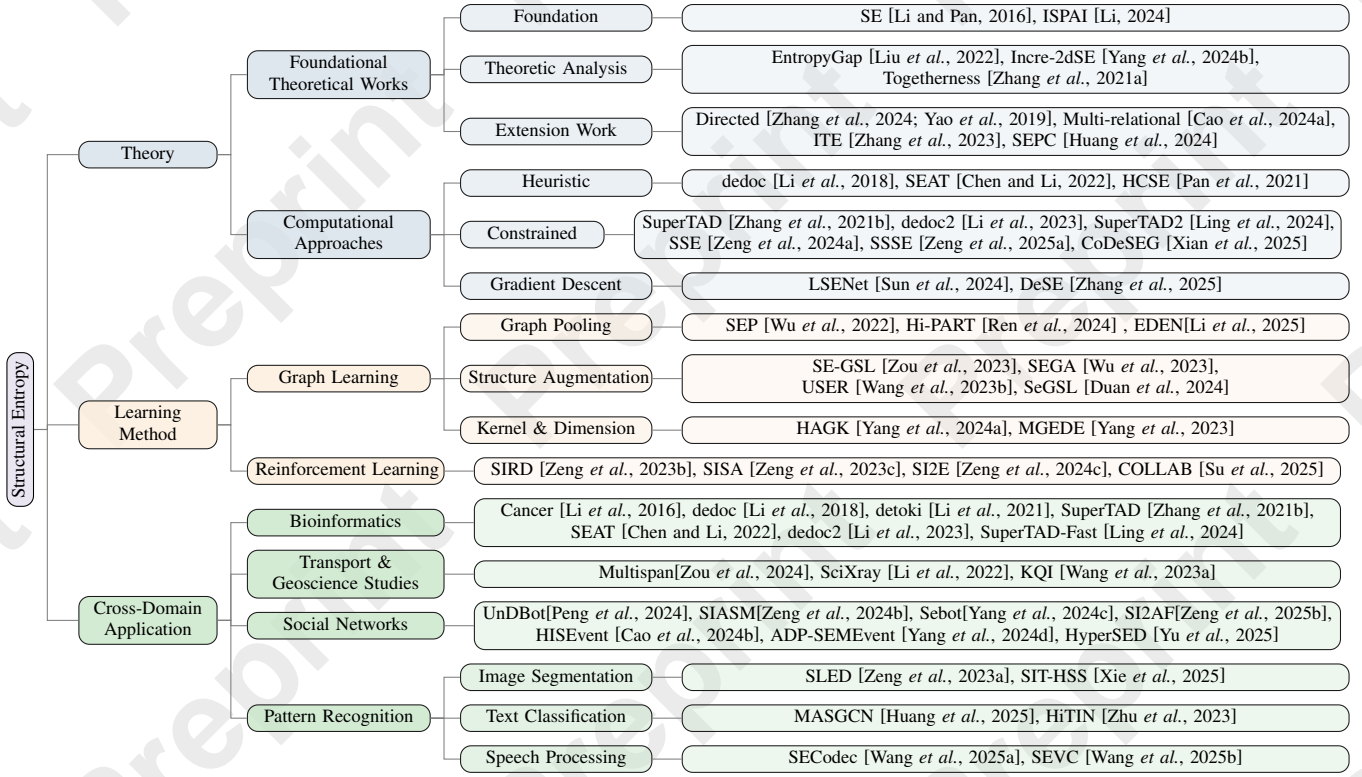 Structural Entropy
Theory
Foundational
Theoretical Works
Foundation
SE [Li and Pan, 2016], ISPAI [Li, 2024]
Theoretic Analysis
EntropyGap [Liu et al., 2022], Incre-2dSE [Yang et al., 2024b],
Togetherness [Zhang et al., 2021a]
Extension Work
Directed [Zhang et al., 2024; Yao et al., 2019], Multi-relational [Cao et al., 2024a],
ITE [Zhang et al., 2023], SEPC [Huang et al., 2024]
Computational
Approaches
Heuristic
dedoc [Li et al., 2018], SEAT [Chen and Li, 2022], HCSE [Pan et al., 2021]
Constrained
SuperTAD [Zhang et al., 2021b], dedoc2 [Li et al., 2023], SuperTAD2 [Ling et al., 2024],
SSE [Zeng et al., 2024a], SSSE [Zeng et al., 2025a], CoDeSEG [Xian et al., 2025]
Gradient Descent
LSENet [Sun et al., 2024], DeSE [Zhang et al., 2025]
Learning
Method
Graph Learning
Graph Pooling
SEP [Wu et al., 2022], Hi-PART [Ren et al., 2024] , EDEN[Li et al., 2025]
Structure Augmentation
SE-GSL [Zou et al., 2023], SEGA [Wu et al., 2023],
USER [Wang et al., 2023b], SeGSL [Duan et al., 2024]
Kernel & Dimension
HAGK [Yang et al., 2024a], MGEDE [Yang et al., 2023]
Reinforcement Learning
SIRD [Zeng et al., 2023b], SISA [Zeng et al., 2023c], SI2E [Zeng et al., 2024c], COLLAB [Su et al., 2025]
Cross-Domain
Application
Bioinformatics
Cancer [Li et al., 2016], dedoc [Li et al., 2018], detoki [Li et al., 2021], SuperTAD [Zhang et al., 2021b],
SEAT [Chen and Li, 2022], dedoc2 [Li et al., 2023], SuperTAD-Fast [Ling et al., 2024]
Transport &
Geoscience Studies
Multispan[Zou et al., 2024], SciXray [Li et al., 2022], KQI [Wang et al., 2023a]
Social Networks
UnDBot[Peng et al., 2024], SIASM[Zeng et al., 2024b], Sebot[Yang et al., 2024c], SI2AF[Zeng et al., 2025b],
HISEvent [Cao et al., 2024b], ADP-SEMEvent [Yang et al., 2024d], HyperSED [Yu et al., 2025]
Pattern Recognition
Image Segmentation
SLED [Zeng et al., 2023a], SIT-HSS [Xie et al., 2025]
Text Classification
MASGCN [Huang et al., 2025], HiTIN [Zhu et al., 2023]
Speech Processing
SECodec [Wang et al., 2025a], SEVC [Wang et al., 2025b]
Preprint
Preprint
Preprint
Preprint
Preprint
Preprint